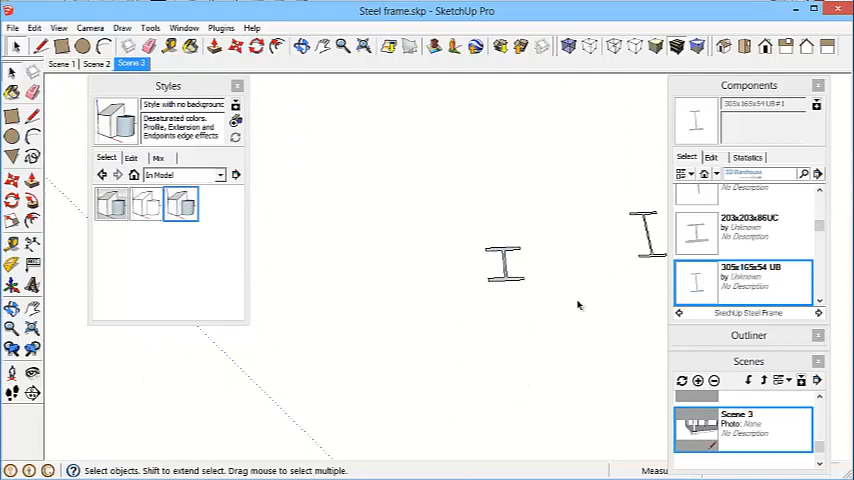 Steel frame.skp - SketchUp Pro
File Edit View Camera Draw Tools Window Plugins Help
Scene 1 Scene 2 Scene 3
Styles
Style with no backgrounc
Desaturated colors.
Profile, Extension and
Endpoints edge effects
Select Edit Mix
In Model
Components
305x165x54 UB#1
Select Edit Statistics
3D Warehouse
No Description
203x203x86UC
by Unknown
No Description
305x165x54 UB
by Unknown
No Description
SketchUp Steel Frame
Outliner
Scenes
Scene 3
Photo: None
No Description
Select objects. Shift to extend select. Drag mouse to select multiple.
Measu